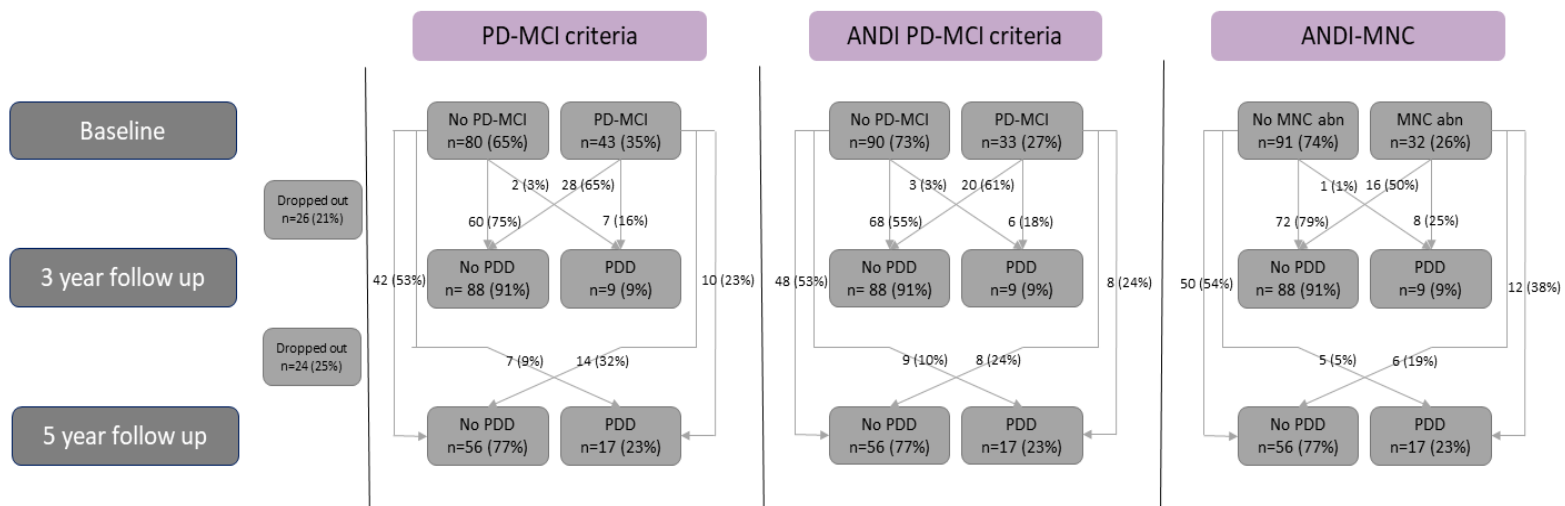 PD-MCI criteria
ANDI PD-MCI criteria
ANDI-MNC
Baseline
No PD-MCI
n=80 (65%)
PD-MCI
n=43 (35%)
No PD-MCI
n=90 (73%)
PD-MCI
n=33 (27%)
No MNC abn
n=91 (74%)
MNC abn
n=32 (26%)
Dropped out
n=26 (21%)
2 (3%)
28 (65%)
60 (75%)
7 (16%)
3 (3%)
20 (61%)
68 (55%)
6 (18%)
1 (1%)
16 (50%)
72 (79%)
8 (25%)
3 year follow up
42 (53%)
No PDD
n= 88 (91%)
PDD
n=9 (9%)
10 (23%)
48 (53%)
No PDD
n= 88 (91%)
PDD
n=9 (9%)
8 (24%)
50 (54%)
No PDD
n= 88 (91%)
PDD
n=9 (9%)
12 (38%)
Dropped out
n=24 (25%)
7 (9%)
14 (32%)
9 (10%)
8 (24%)
5 (5%)
6 (19%)
5 year follow up
No PDD
n=56 (77%)
PDD
n=17 (23%)
No PDD
n=56 (77%)
PDD
n=17 (23%)
No PDD
n=56 (77%)
PDD
n=17 (23%)